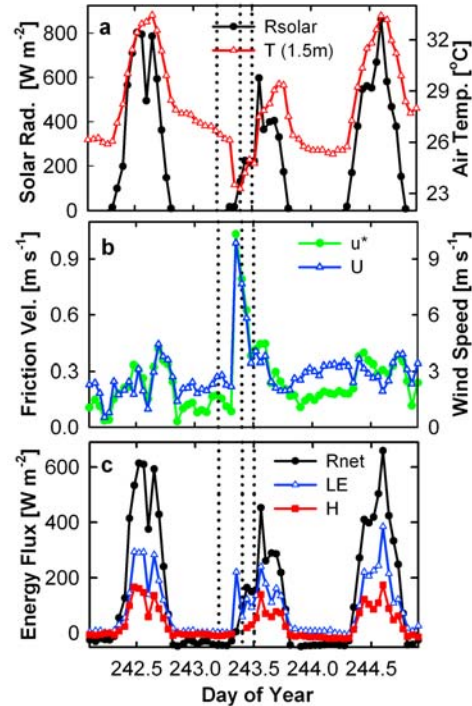 a
Rsolar
T (1.5m)
Solar Rad. [W m-2]
800
600
400
200
0
Air Temp. [°C]
32
29
26
23
b
u*
U
Friction Vel. [m s-1]
0.9
0.6
0.3
0.0
Wind Speed [m s-1]
9
6
3
0
c
Rnet
LE
H
Energy Flux [W m-2]
600
400
200
0
242.5 243.0 243.5 244.0 244.5
Day of Year